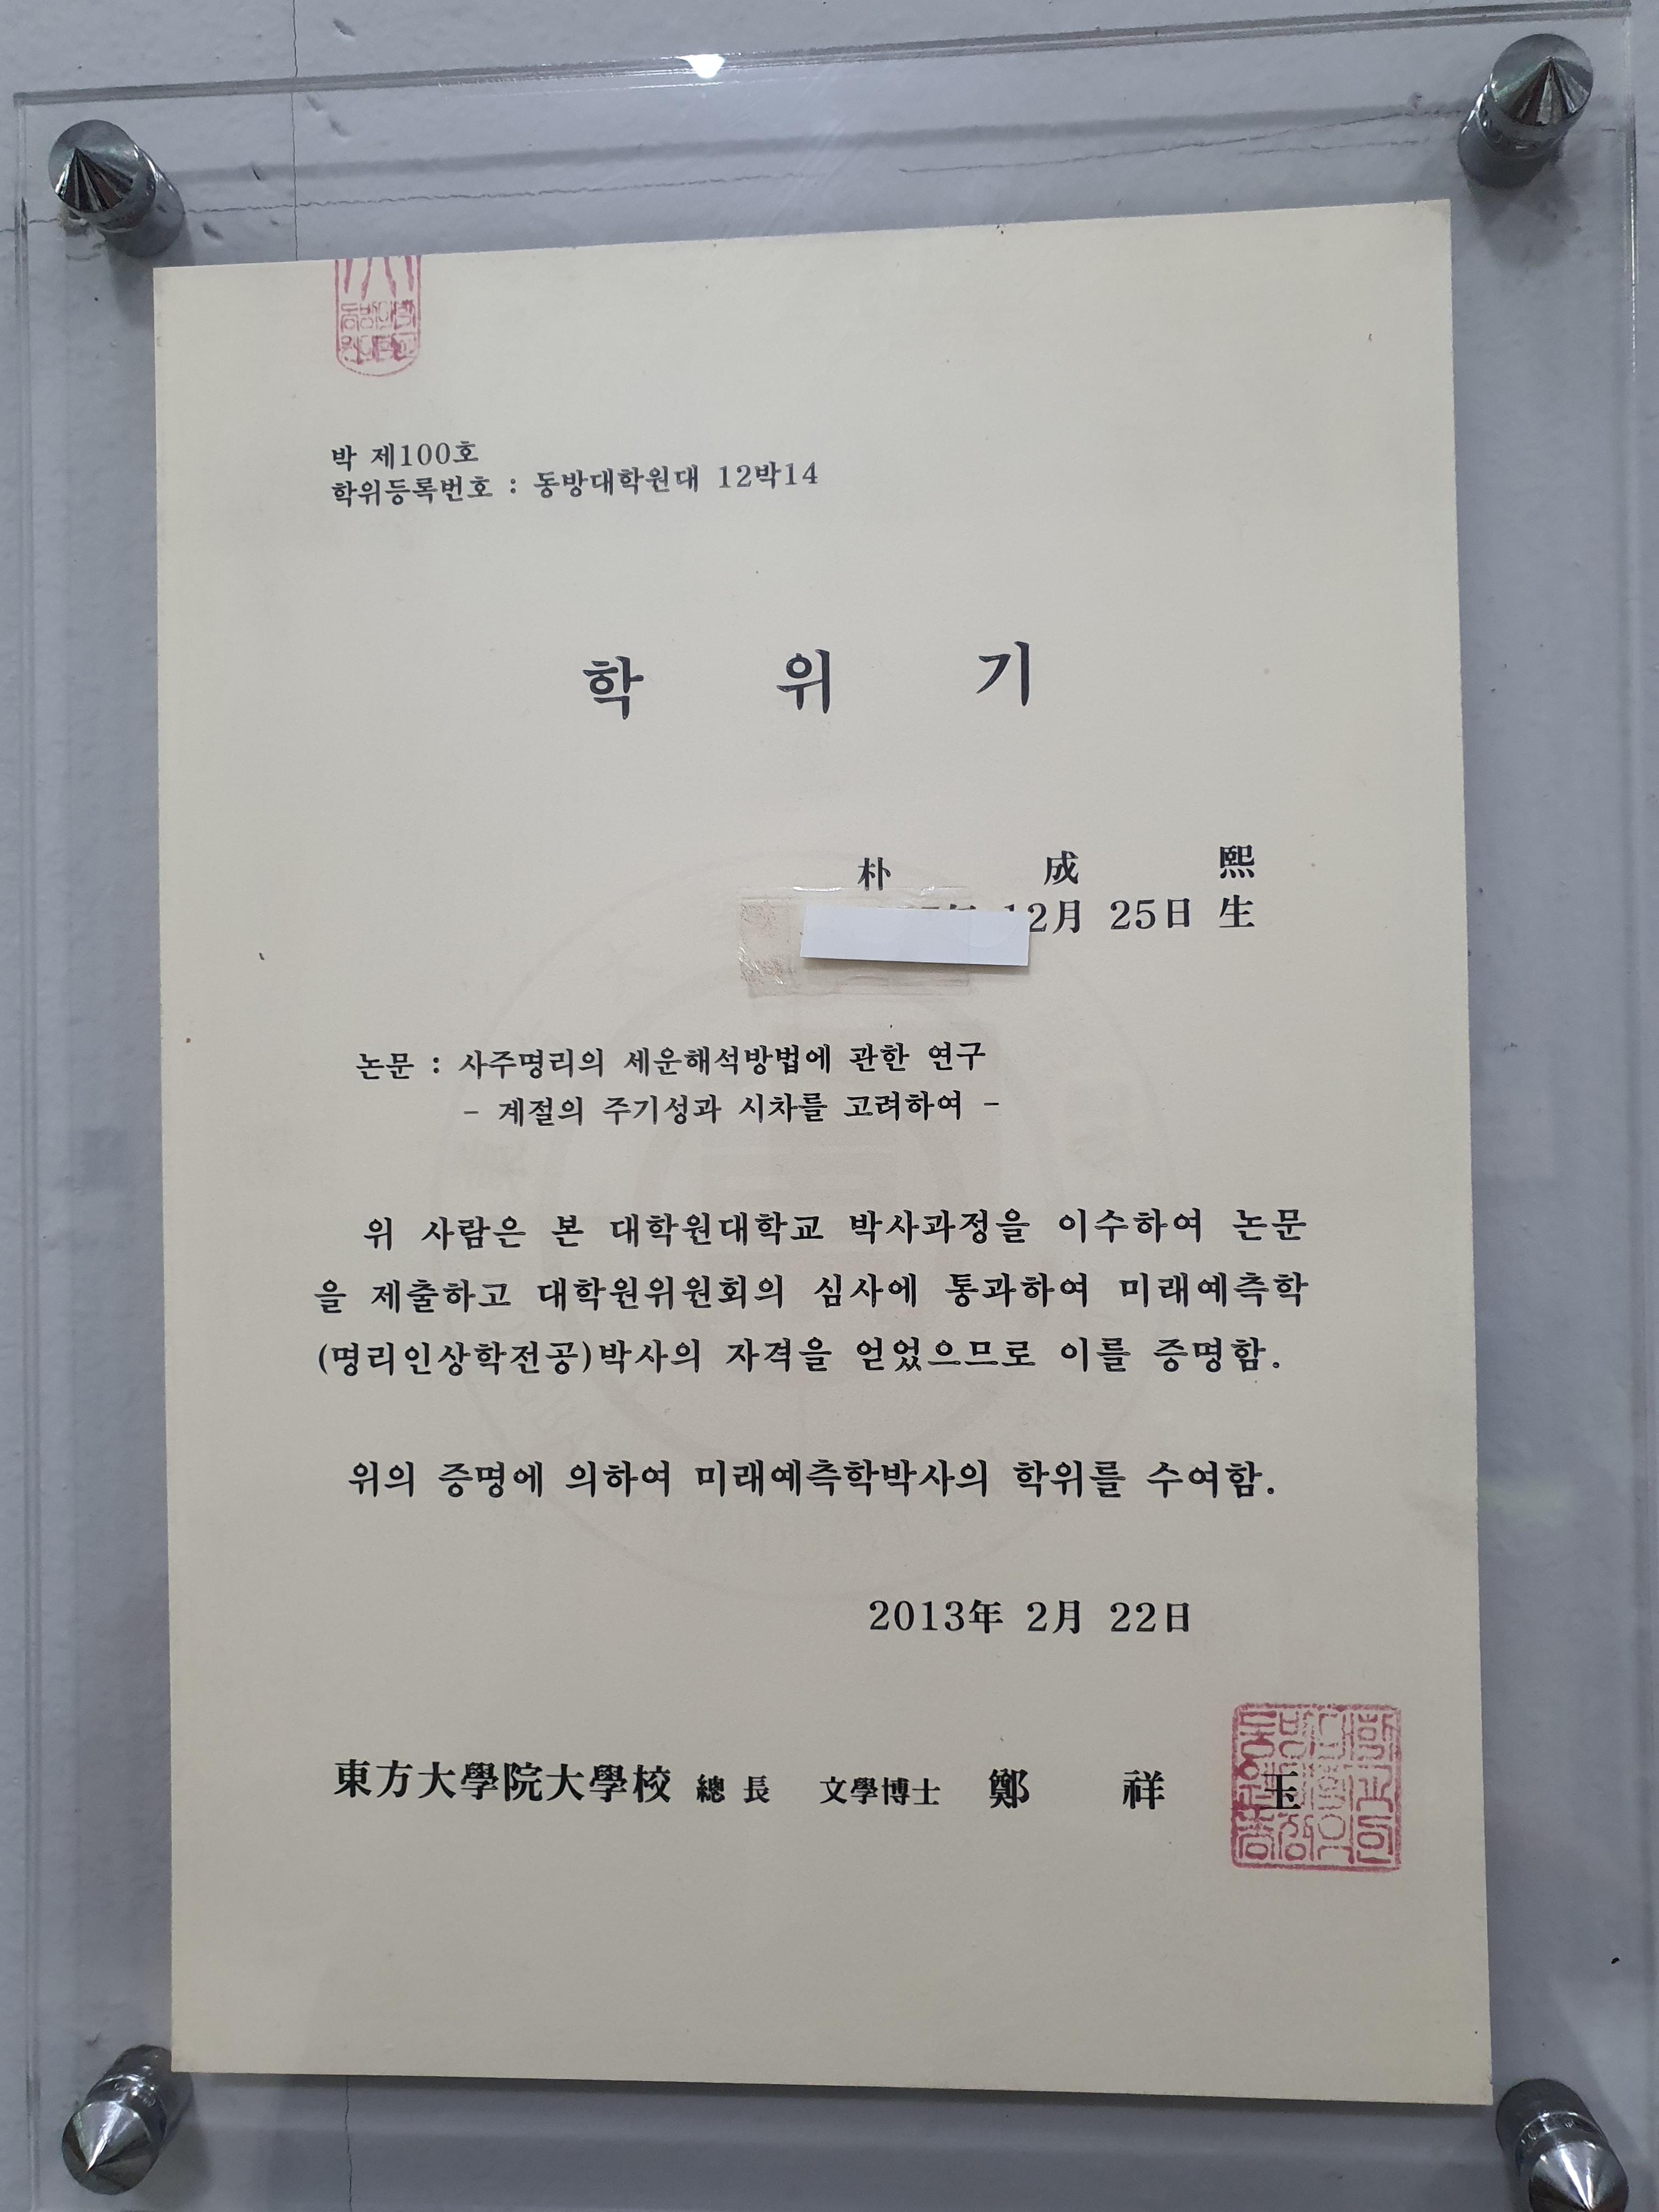 박 제100호
학위등록번호 : 동방대학원대 12박14
학 위 기
朴 成 熙
12月 25日 生
논문 : 사주명리의 세운해석방법에 관한 연구
- 계절의 주기성과 시차를 고려하여 -
위 사람은 본 대학원대학교 박사과정을 이수하여 논문
을 제출하고 대학원위원회의 심사에 통과하여 미래예측학
(명리인상학전공)박사의 자격을 얻었으므로 이를 증명함.
위의 증명에 의하여 미래예측학박사의 학위를 수여함.
2013年 2月 22日
東方大學院大學校 總 長 文學博士 鄭 祥 玉